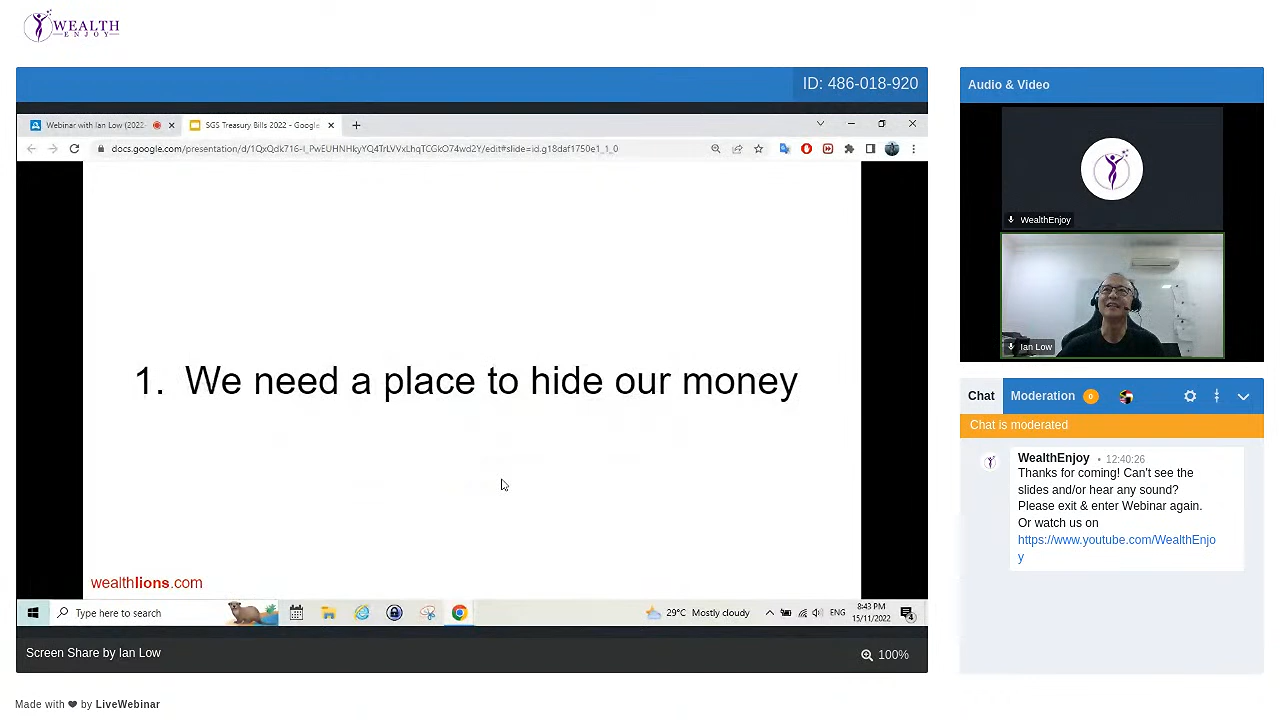 WEALTH
ENJOY
ID: 486-018-920
Audio & Video
Webinar with Ian Low (2022-
SGS Treasury Bills 2022 - Google
docs.google.com/presentation/d/1QxQdk716-I_PwEUHNHkyYQ4TrLVVxLhqTCGkO74wd2Y/edit#slide=id.g18daf1750e1_1_0
1. We need a place to hide our money
wealthlions.com
Type here to search
29°C Mostly cloudy
ENG
8:43 PM
15/11/2022
4
Screen Share by Ian Low
100%
WealthEnjoy
Ian Low
Chat
Moderation
0
Chat is moderated
WealthEnjoy • 12:40:26
Thanks for coming! Can't see the
slides and/or hear any sound?
Please exit & enter Webinar again.
Or watch us on
https://www.youtube.com/WealthEnjo
y
Made with ❤ by LiveWebinar